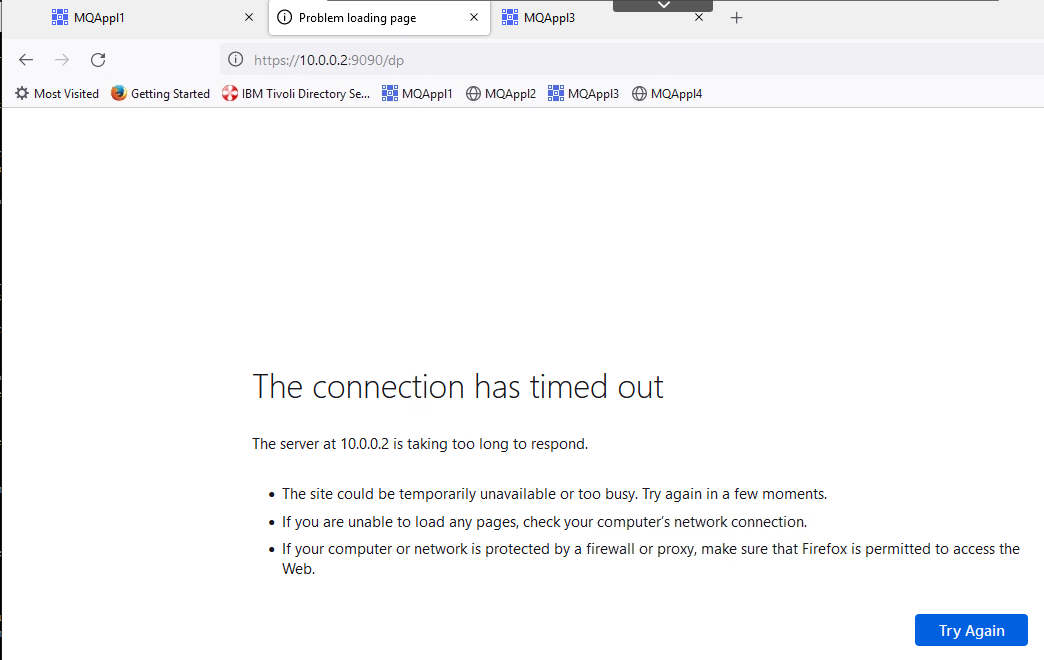 MQAppl1
Problem loading page
MQAppl3
https://10.0.0.2:9090/dp
Most Visited Getting Started IBM Tivoli Directory Se... MQAppl1 MQAppl2 MQAppl3 MQAppl4
The connection has timed out
The server at 10.0.0.2 is taking too long to respond.
• The site could be temporarily unavailable or too busy. Try again in a few moments.
• If you are unable to load any pages, check your computer’s network connection.
• If your computer or network is protected by a firewall or proxy, make sure that Firefox is permitted to access the
Web.
Try Again